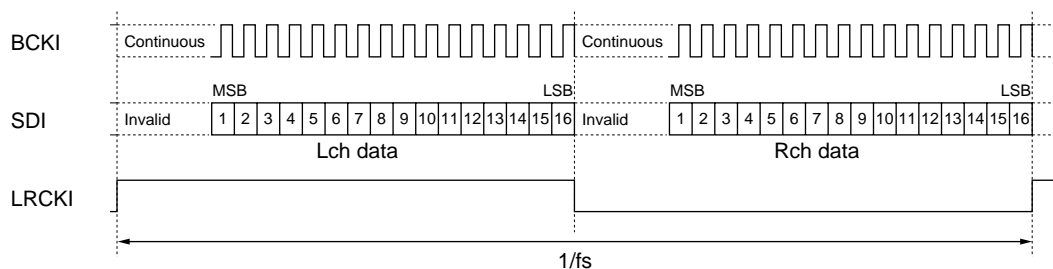 BCKI Continuous Continuous
MSB LSB MSB LSB
SDI Invalid 1 2 3 4 5 6 7 8 9 10 11 12 13 14 15 16 Invalid 1 2 3 4 5 6 7 8 9 10 11 12 13 14 15 16
Lch data Rch data
LRCKI
1/fs